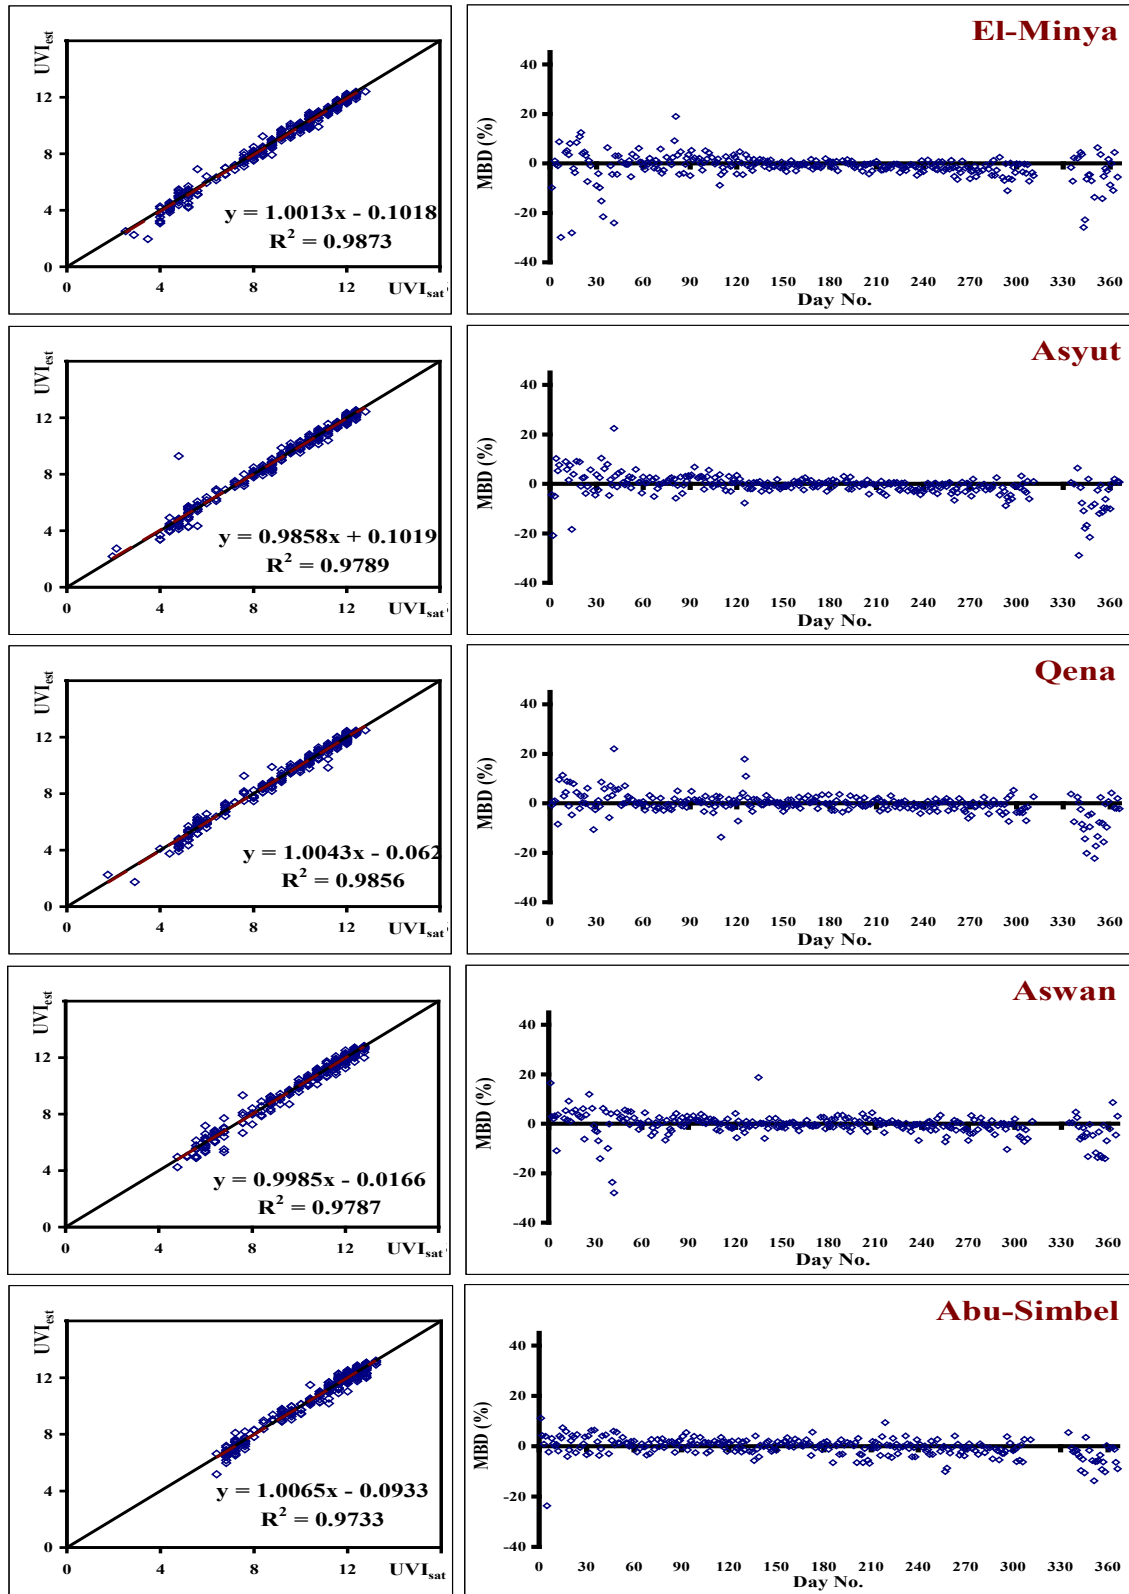 UVIest
12
8
4
0
0 4 8 12 UVIsat
y = 1.0013x - 0.1018
R2 = 0.9873
El-Minya
MBD (%)
40
20
0
-20
-40
0 30 60 90 120 150 180 210 240 270 300 330 360
Day No.
UVIest
12
8
4
0
0 4 8 12 UVIsat
y = 0.9858x + 0.1019
R2 = 0.9789
Asyut
MBD (%)
40
20
0
-20
-40
0 30 60 90 120 150 180 210 240 270 300 330 360
Day No.
UVIest
12
8
4
0
0 4 8 12 UVIsat
y = 1.0043x - 0.062
R2 = 0.9856
Qena
MBD (%)
40
20
0
-20
-40
0 30 60 90 120 150 180 210 240 270 300 330 360
Day No.
UVIest
12
8
4
0
0 4 8 12 UVIsat
y = 0.9985x - 0.0166
R2 = 0.9787
Aswan
MBD (%)
40
20
0
-20
-40
0 30 60 90 120 150 180 210 240 270 300 330 360
Day No.
UVIest
12
8
4
0
0 4 8 12 UVIsat
y = 1.0065x - 0.0933
R2 = 0.9733
Abu-Simbel
MBD (%)
40
20
0
-20
-40
0 30 60 90 120 150 180 210 240 270 300 330 360
Day No.